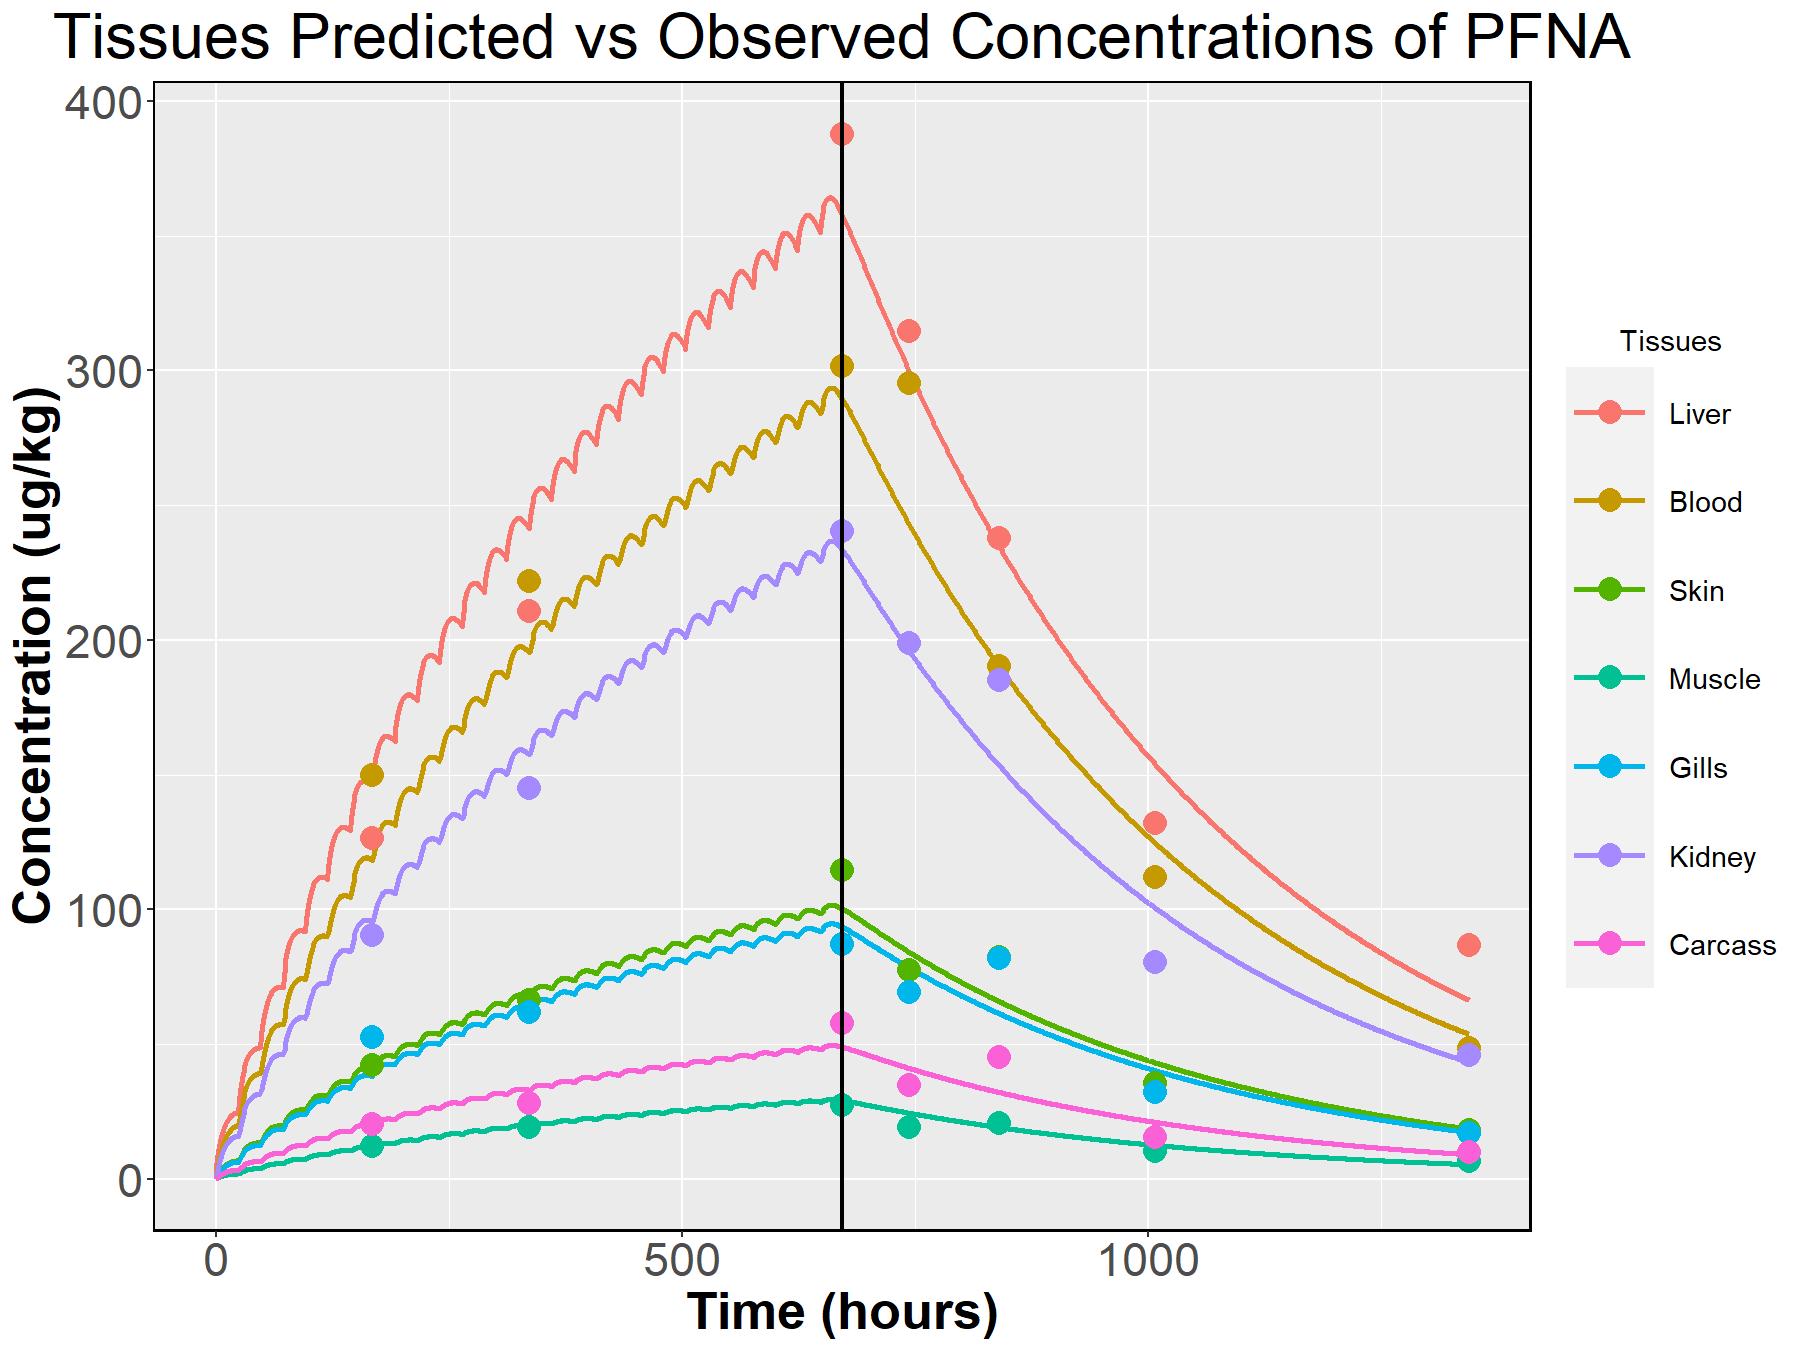 Tissues Predicted vs Observed Concentrations of PFNA
400
300
200
100
0
Concentration (ug/kg)
0 500 1000
Time (hours)
Tissues
Liver
Blood
Skin
Muscle
Gills
Kidney
Carcass